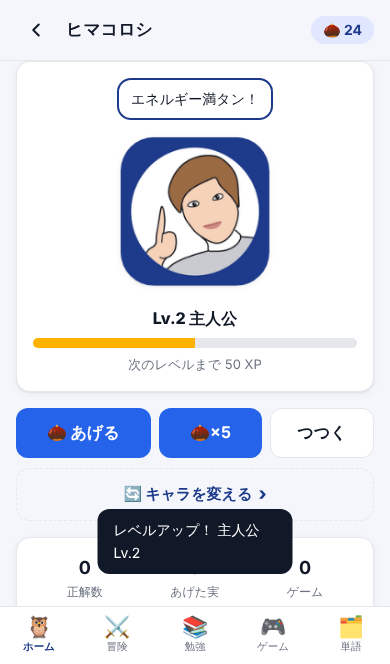 ヒマコロシ
24
エネルギー満タン！
Lv.2 主人公
次のレベルまで 50 XP
あげる
×5
つつく
キャラを変える ›
レベルアップ！ 主人公
Lv.2
0
0
正解数
あげた実
ゲーム
ホーム
冒険
勉強
ゲーム
単語